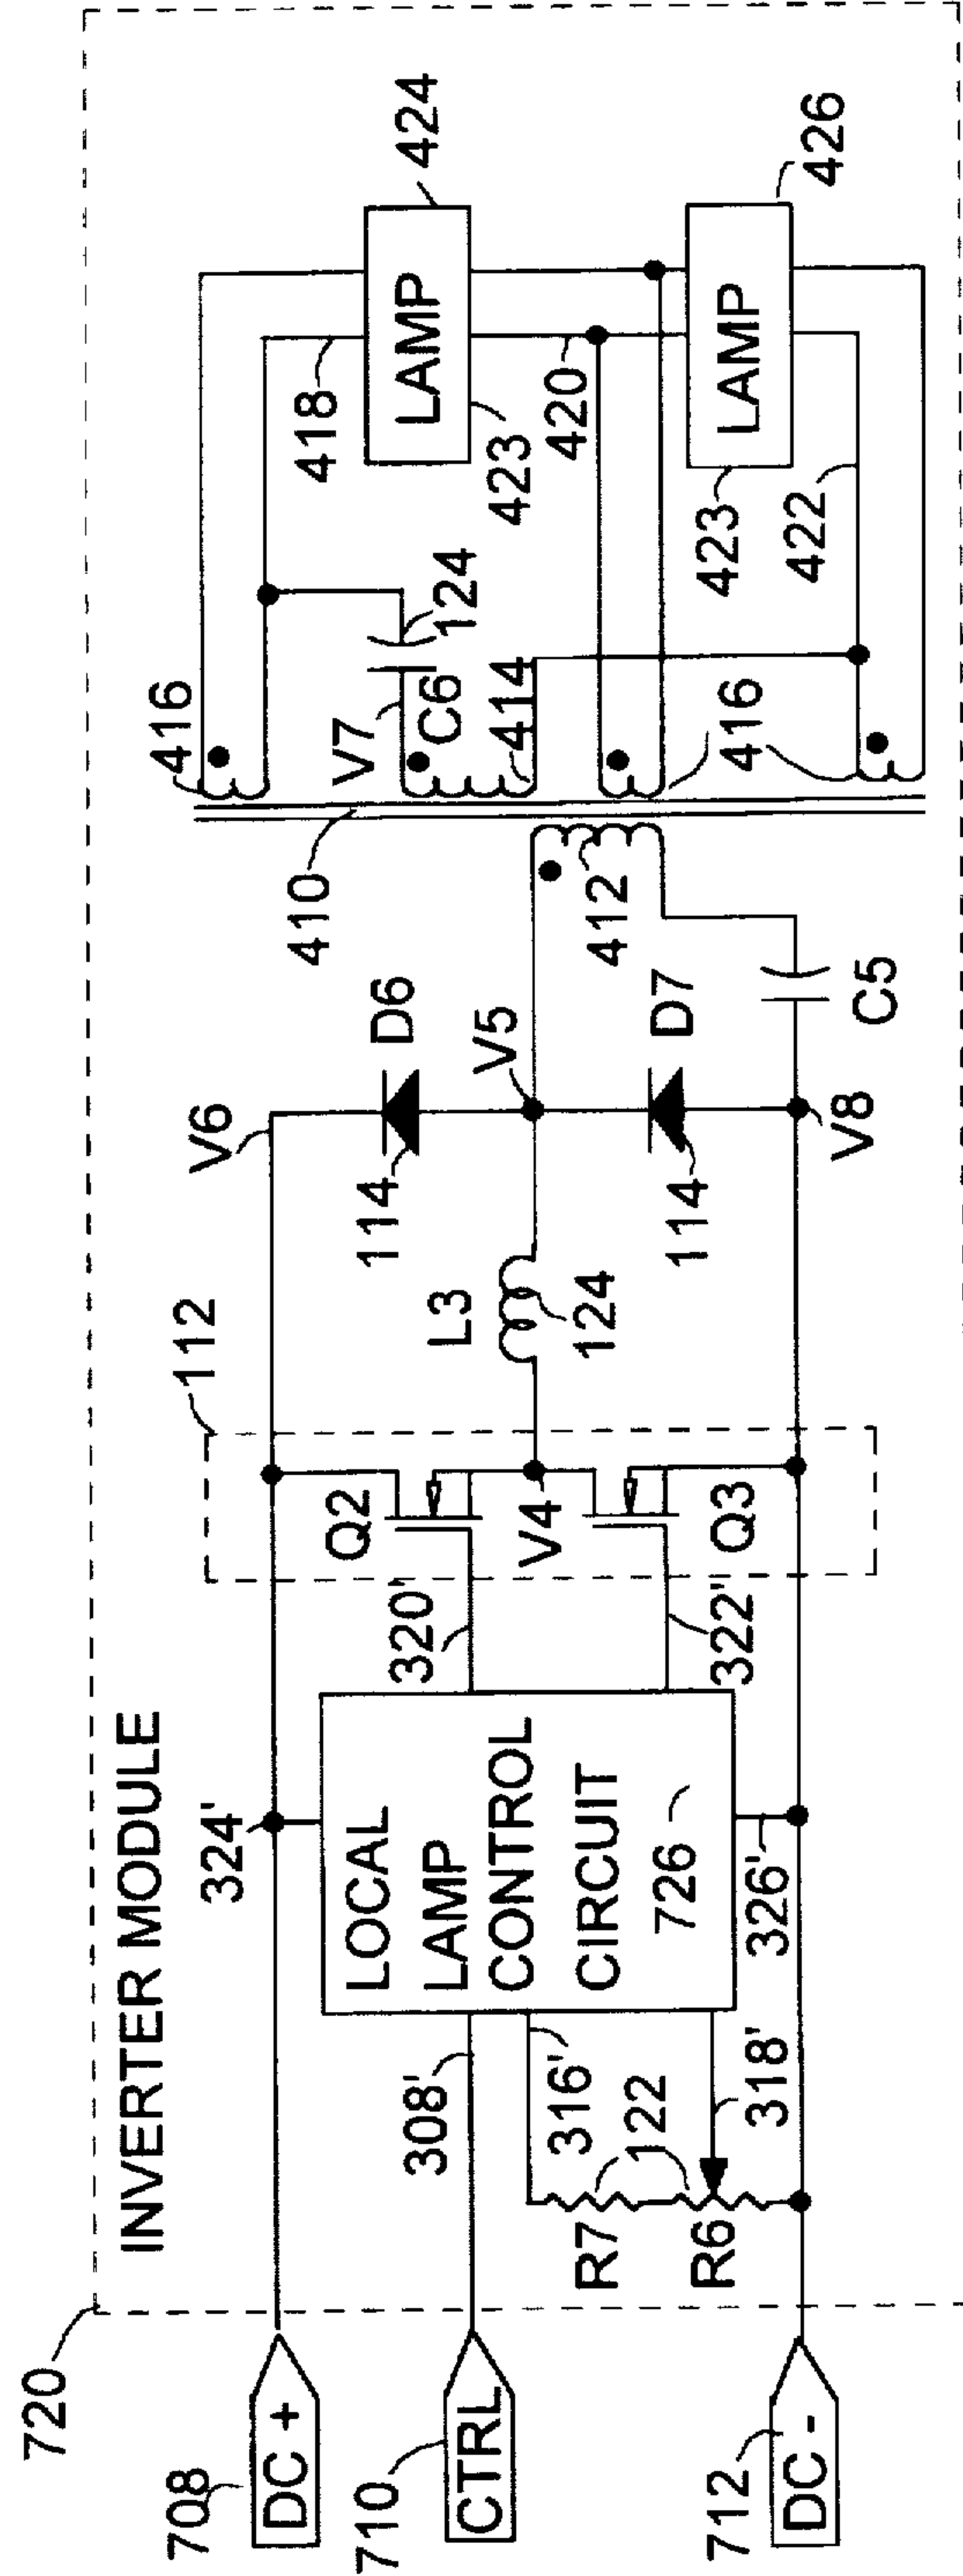 720
INVERTER MODULE
708
DC +
710
CTRL
712
DC -
324'
308'
316'
122
318'
R7
R6
LOCAL
LAMP
CONTROL
CIRCUIT
726
326'
320'
322'
112
Q2
V4
Q3
L3
124
V6
D6
114
V5
D7
114
V8
C5
410
412
416
V7
C6
124
414
416
418
424
LAMP
423
420
423
LAMP
426
422